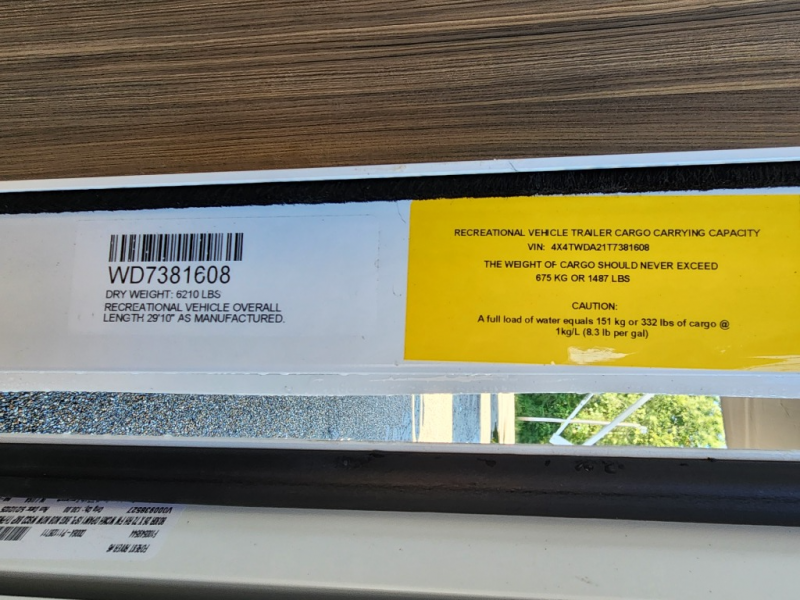 WD7381608
DRY WEIGHT: 6210 LBS
RECREATIONAL VEHICLE OVERALL
LENGTH 29'10" AS MANUFACTURED.
RECREATIONAL VEHICLE TRAILER CARGO CARRYING CAPACITY
VIN: 4X4TWDA21T7381608
THE WEIGHT OF CARGO SHOULD NEVER EXCEED
675 KG OR 1487 LBS
CAUTION:
A full load of water equals 151 kg or 332 lbs of cargo @
1kg/L (8.3 lb per gal)